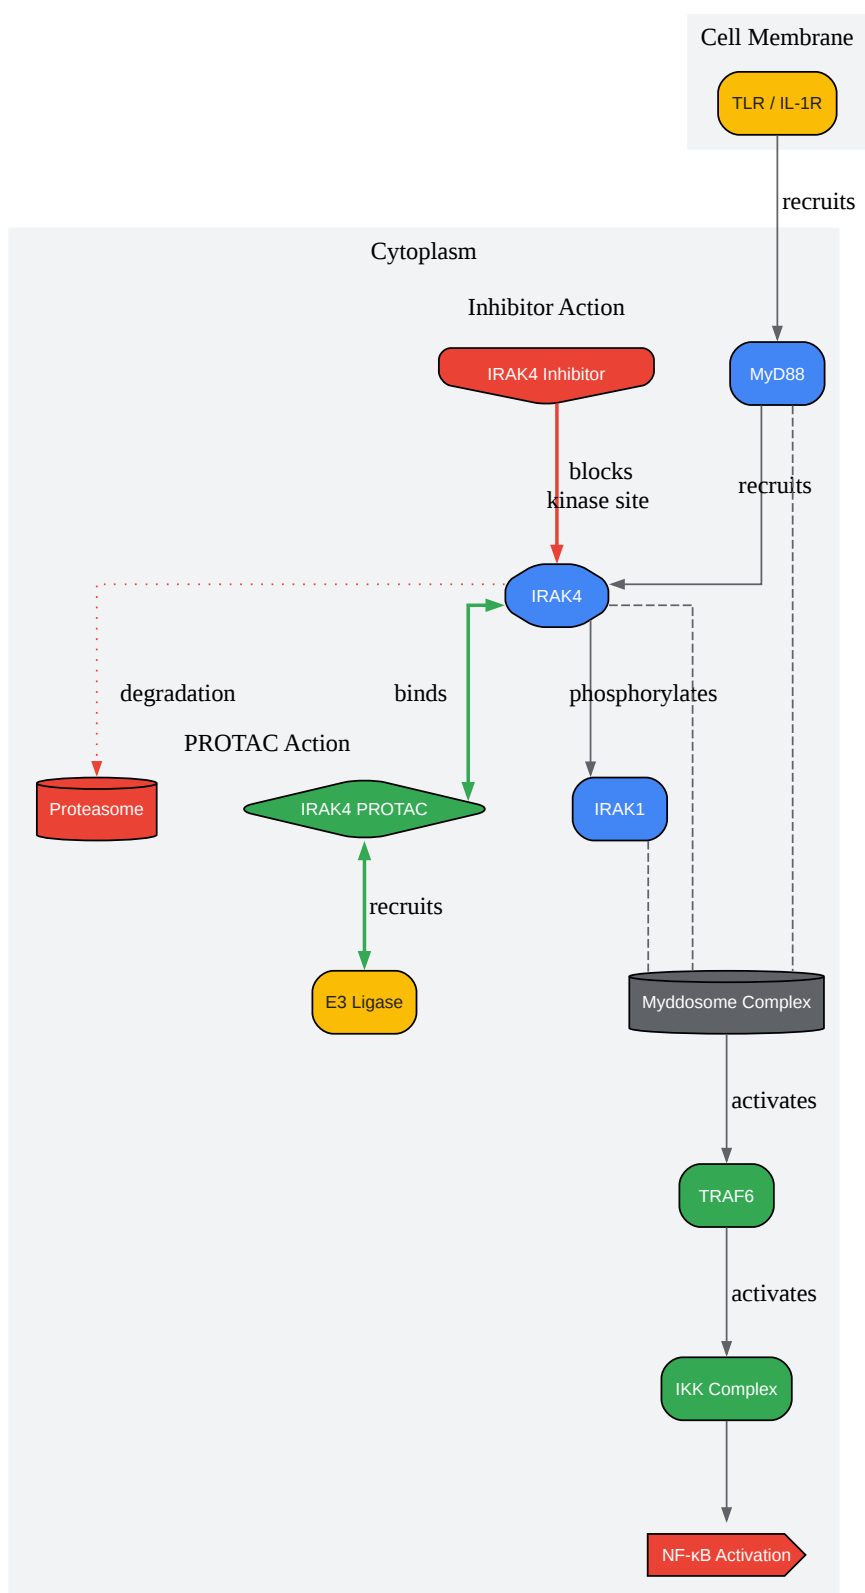 Cell Membrane
TLR / IL-1R
recruits
Cytoplasm
Inhibitor Action
IRAK4 Inhibitor
MyD88
blocks
kinase site
recruits
IRAK4
degradation
binds
phosphorylates
PROTAC Action
Proteasome
IRAK4 PROTAC
IRAK1
recruits
E3 Ligase
Myddosome Complex
activates
TRAF6
activates
IKK Complex
NF-κB Activation